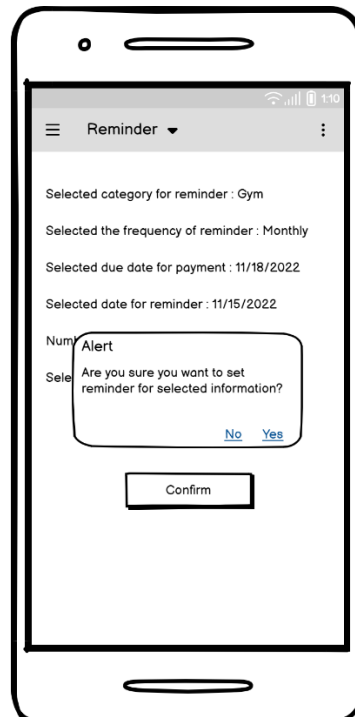 1:10
Reminder
Selected category for reminder : Gym
Selected the frequency of reminder : Monthly
Selected due date for payment : 11/18/2022
Selected date for reminder : 11/15/2022
Alert
Are you sure you want to set
reminder for selected information?
No Yes
Confirm